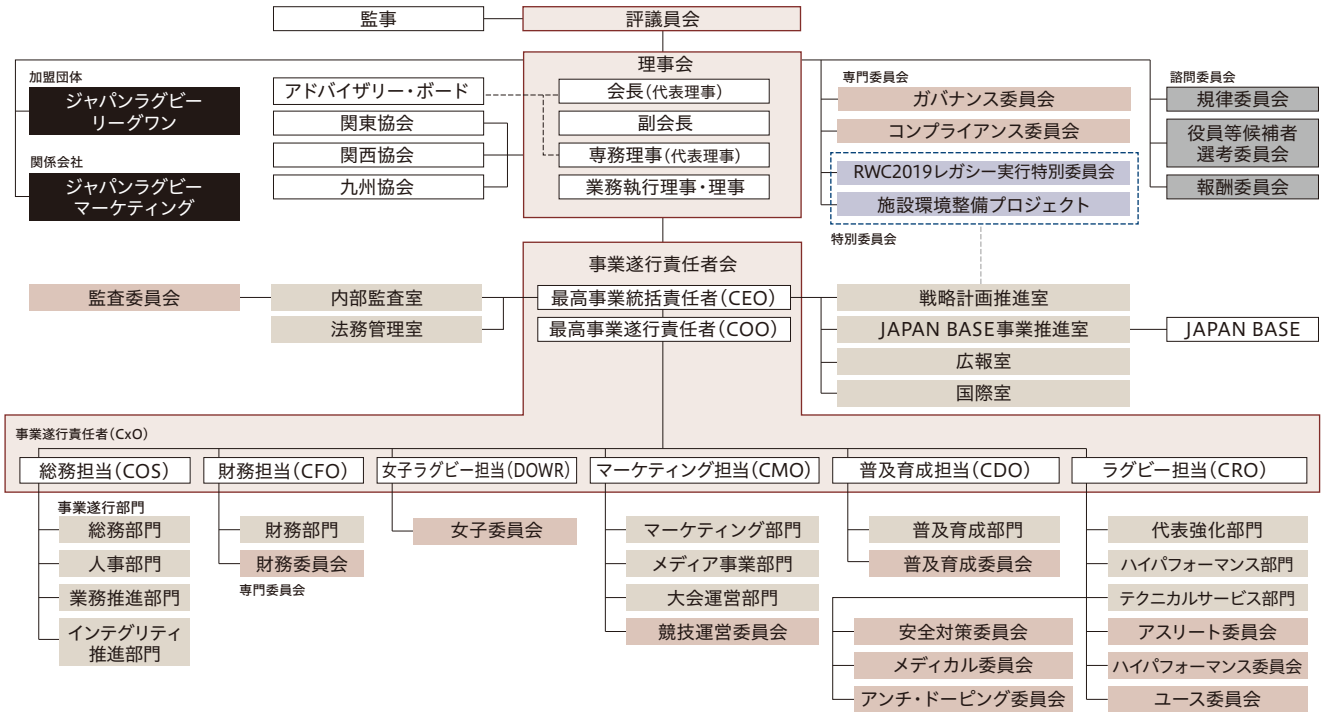 監事
評議員会
理事会
会長(代表理事)
副会長
専務理事(代表理事)
業務執行理事・理事
加盟団体
ジャパンラグビー
リーグワン
関係会社
ジャパンラグビー
マーケティング
アドバイザリー・ボード
関東協会
関西協会
九州協会
専門委員会
ガバナンス委員会
コンプライアンス委員会
RWC2019レガシー実行特別委員会
施設環境整備プロジェクト
特別委員会
諮問委員会
規律委員会
役員等候補者
選考委員会
報酬委員会
事業遂行責任者会
最高事業統括責任者(CEO)
最高事業遂行責任者(COO)
監査委員会
内部監査室
法務管理室
戦略計画推進室
JAPAN BASE事業推進室
JAPAN BASE
広報室
国際室
事業遂行責任者(CxO)
総務担当(COS)
財務担当(CFO)
女子ラグビー担当(DOWR)
マーケティング担当(CMO)
普及育成担当(CDO)
ラグビー担当(CRO)
事業遂行部門
総務部門
人事部門
業務推進部門
インテグリティ
推進部門
財務部門
財務委員会
専門委員会
女子委員会
マーケティング部門
メディア事業部門
大会運営部門
競技運営委員会
普及育成部門
普及育成委員会
代表強化部門
ハイパフォーマンス部門
テクニカルサービス部門
安全対策委員会
メディカル委員会
アンチ・ドーピング委員会
アスリート委員会
ハイパフォーマンス委員会
ユース委員会